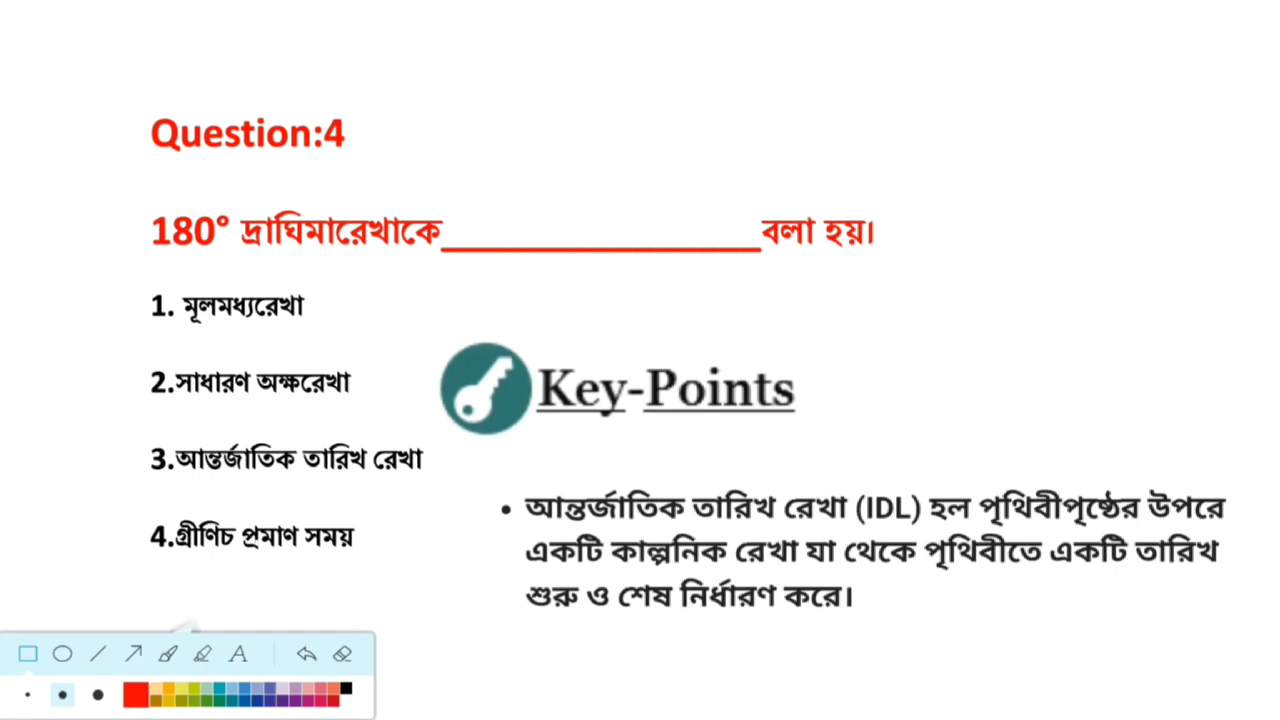 Question:4
180° দ্রাঘিমারেখাকে________________বলা হয়।
1. মূলমধ্যরেখা
2.সাধারণ অক্ষরেখা
Key-Points
3.আন্তর্জাতিক তারিখ রেখা
4.গ্রীণিচ প্রমাণ সময়
• আন্তর্জাতিক তারিখ রেখা (IDL) হল পৃথিবীপৃষ্ঠের উপরে
একটি কাল্পনিক রেখা যা থেকে পৃথিবীতে একটি তারিখ
শুরু ও শেষ নির্ধারণ করে।
A